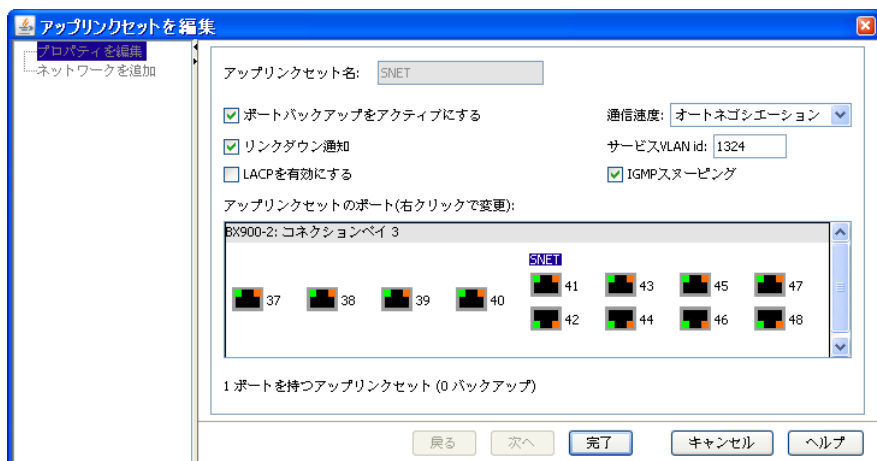 アップリンクセットを編集
プロパティを編集
ネットワークを追加
アップリンクセット名: SNET
ポートバックアップをアクティブにする
通信速度: オートネゴシエーション
リンクダウン通知
サービスVLAN id: 1324
LACPを有効にする
IGMPスヌーピング
アップリンクセットのポート(右クリックで変更):
BX900-2: コネクションベイ 3
SNET
37 38 39 40 41 43 45 47
42 44 46 48
1 ポートを持つアップリンクセット (0 バックアップ)
戻る 次へ 完了 キャンセル ヘルプ